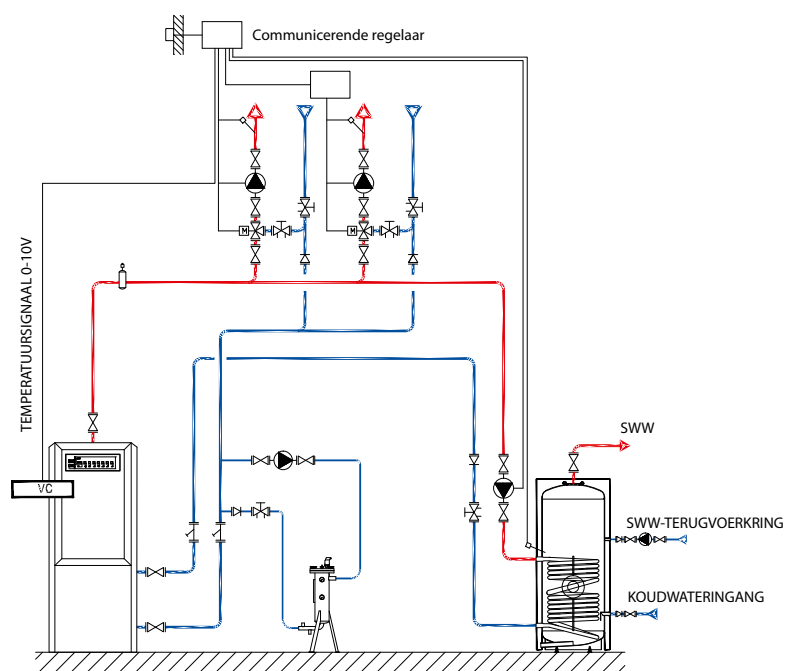 Communicerende regelaar
M
M
TEMPERATUURSIGNAAL 0-10V
SWW
VC
SWW-TERUGVOERKRING
KOUDWATERINGANG